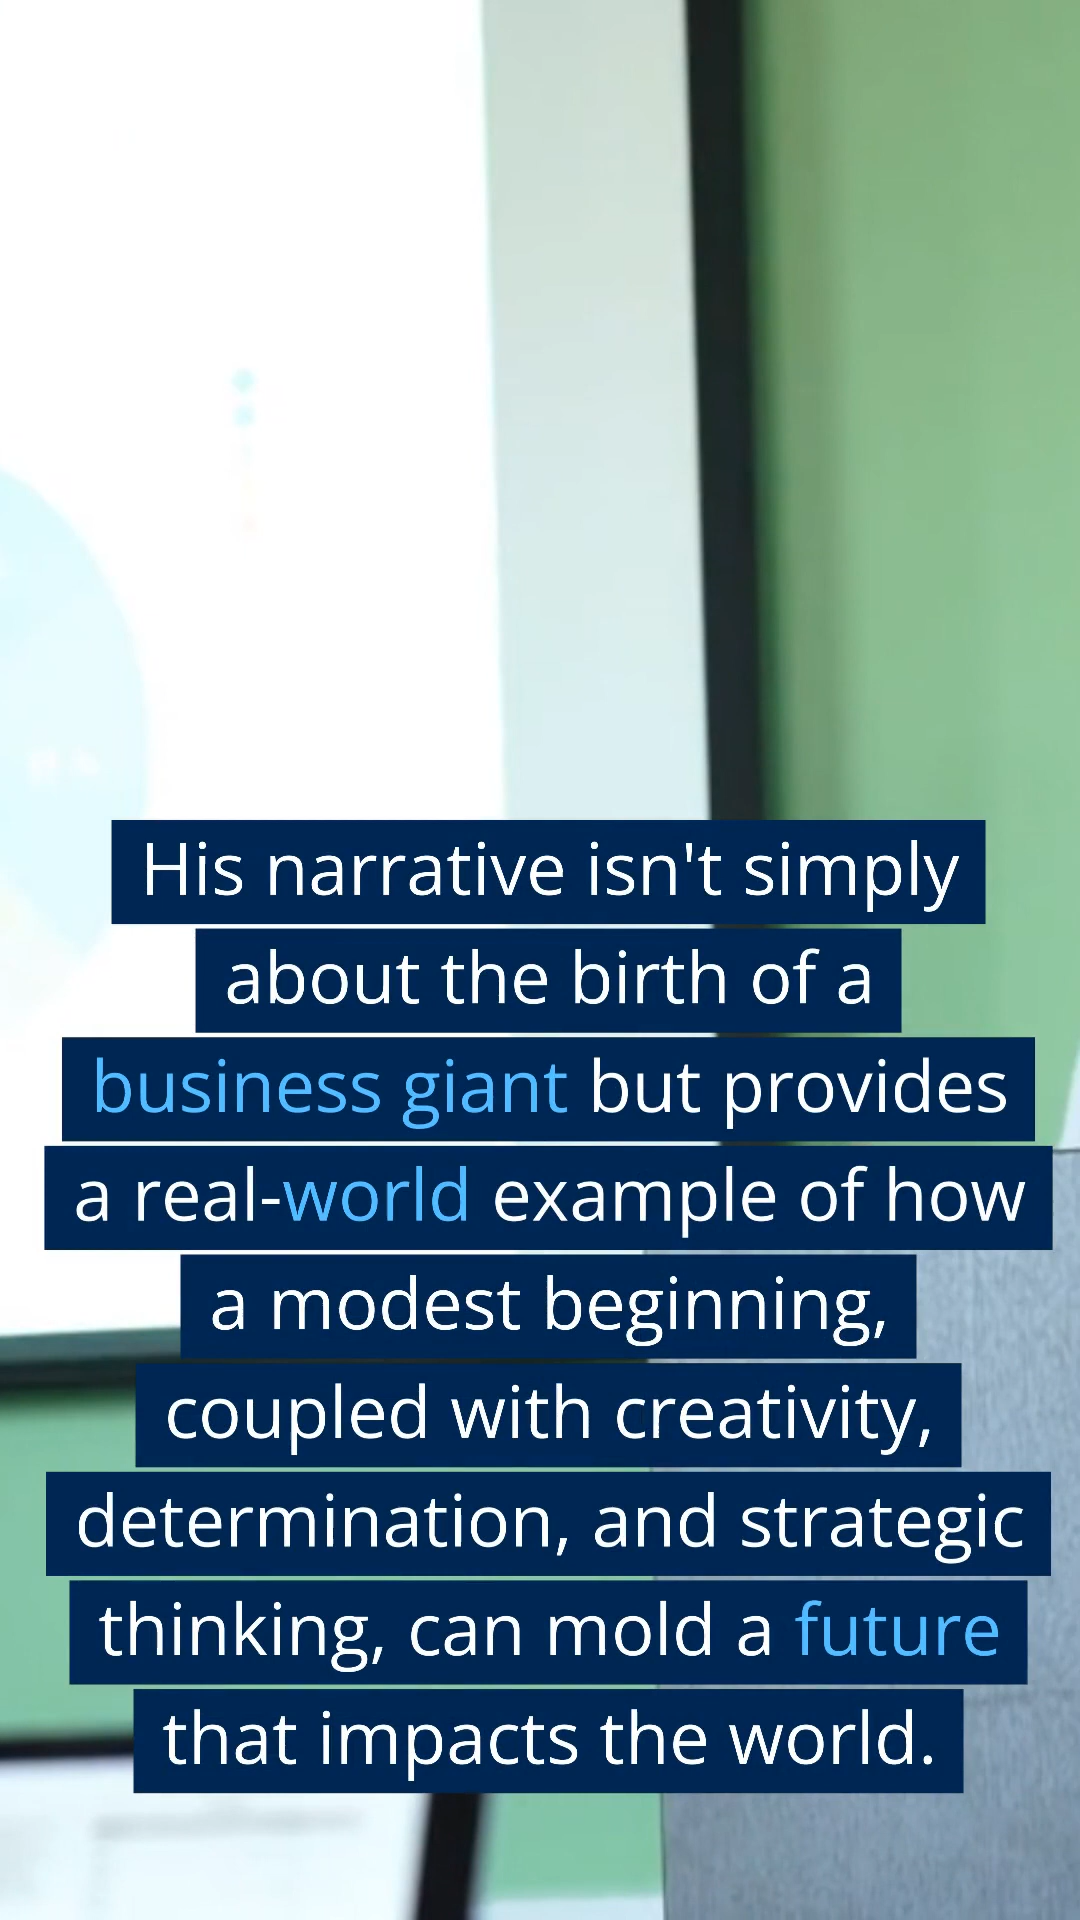 His narrative isn't simply
about the birth of a
business giant but provides
a real-world example of how
a modest beginning,
coupled with creativity,
determination, and strategic
thinking, can mold a future
that impacts the world.